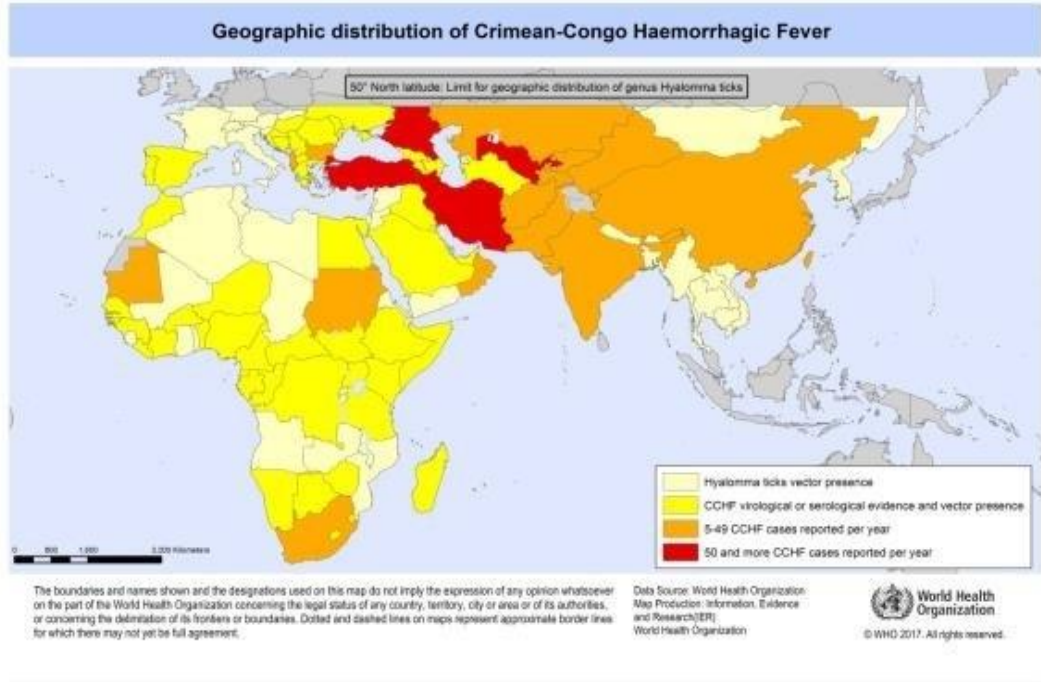 Geographic distribution of Crimean-Congo Haemorrhagic Fever
50° North latitude: Limit for geographic distribution of genus Hyalomma ticks
Hyalomma ticks vector presence
CCHF virological or serological evidence and vector presence
5-49 CCHF cases reported per year
50 and more CCHF cases reported per year
0
Kilometers
The boundaries and names shown and the designations used on this map do not imply the expression of any opinion whatsoever
on the part of the World Health Organization concerning the legal status of any country, territory, city or area or of its authorities,
or concerning the delimitation of its frontiers or boundaries. Dotted and dashed lines on maps represent approximate border lines
for which there may not yet be full agreement.
Data Source: World Health Organization
Map Production: Information, Evidence
and Research(IER)
World Health Organization
World Health
Organization
© WHO 2017. All rights reserved.